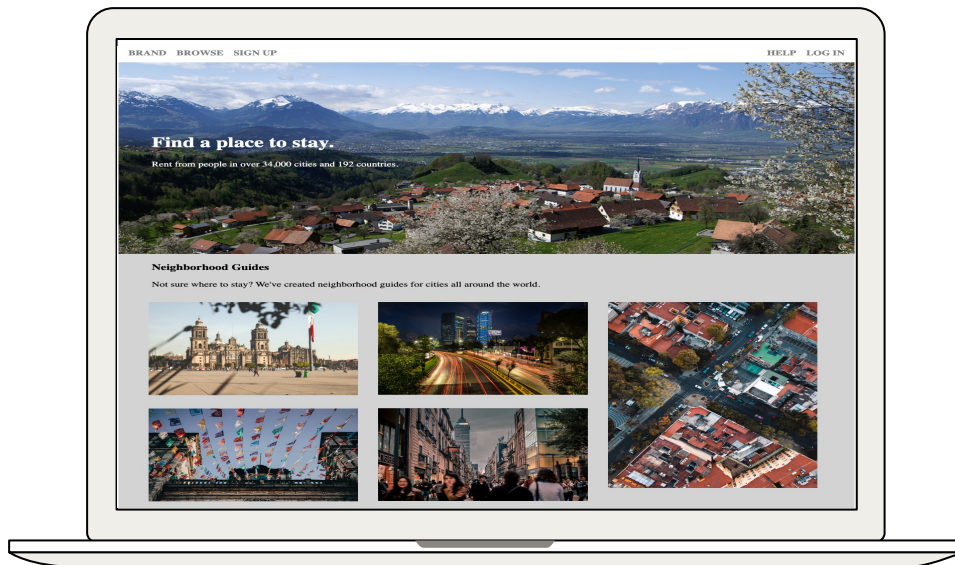 BRAND BROWSE SIGN UP HELP LOG IN
Find a place to stay.
Rent from people in over 34,000 cities and 192 countries.
Neighborhood Guides
Not sure where to stay? We've created neighborhood guides for cities all around the world.